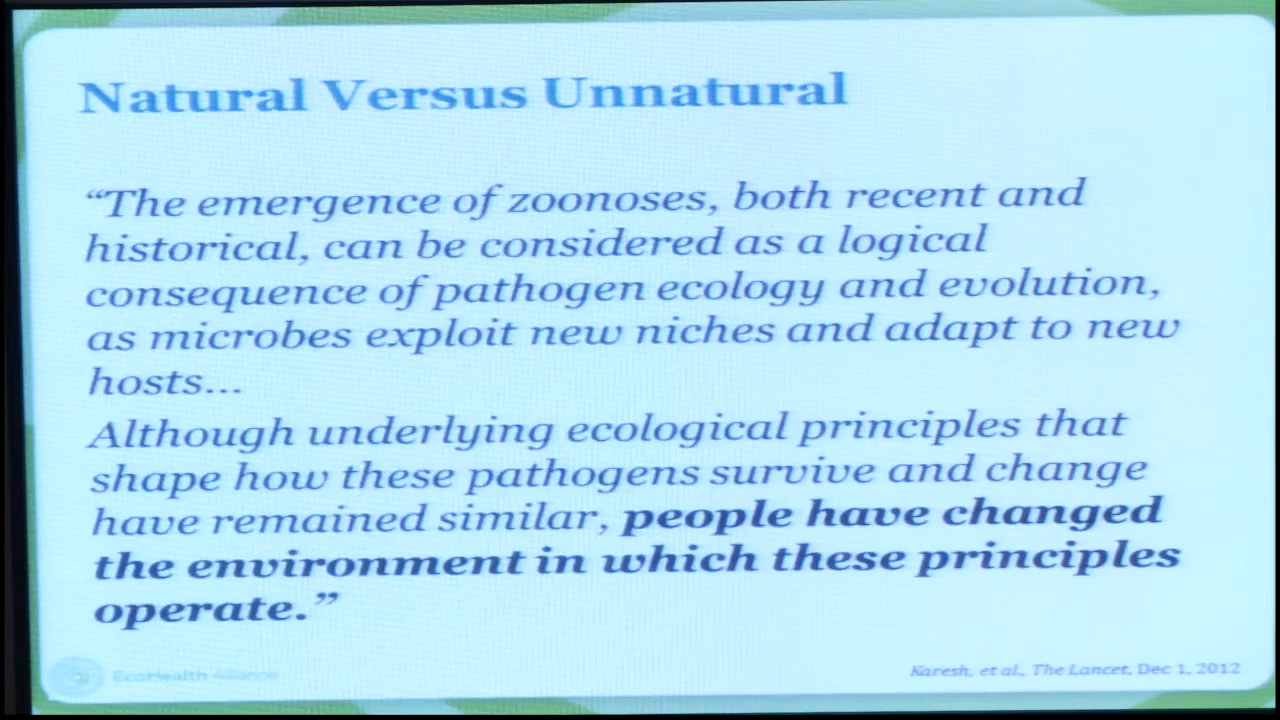 Natural Versus Unnatural
“The emergence of zoonoses, both recent and
historical, can be considered as a logical
consequence of pathogen ecology and evolution,
as microbes exploit new niches and adapt to new
hosts...
Although underlying ecological principles that
shape how these pathogens survive and change
have remained similar, people have changed
the environment in which these principles
operate.”
EcoHealth Alliance
Karesh, et al., The Lancet, Dec 1, 2012